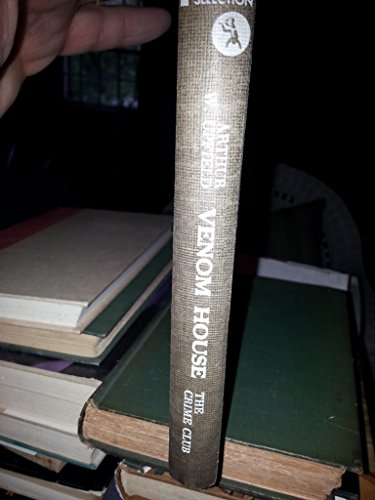 SELECTION
ARTHUR
W. UPFIELD
VENOM HOUSE
THE
CRIME CLUB